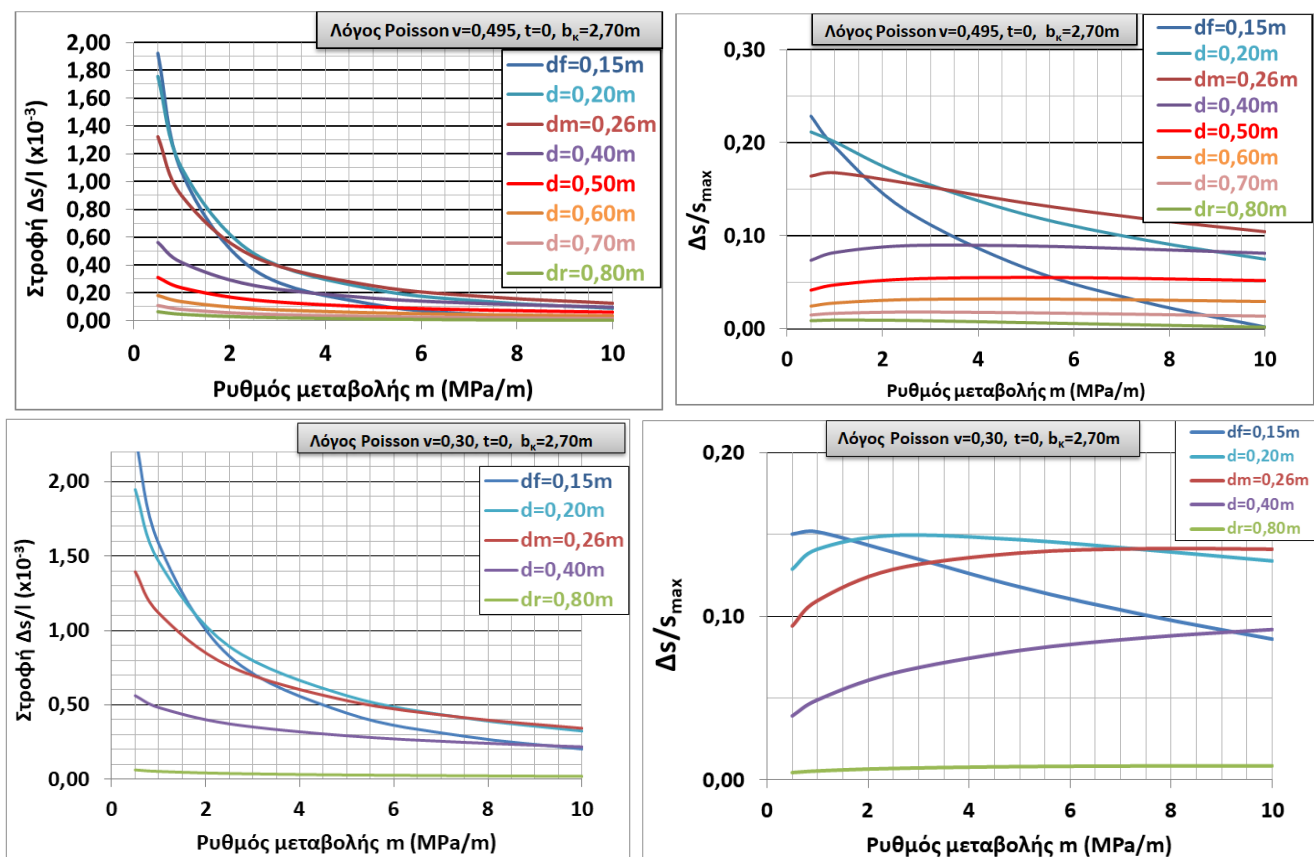 Λόγος Poisson ν=0,495, t=0, bκ=2,70m
Στροφή Δs/l (x10⁻³)
2,00
1,80
1,60
1,40
1,20
1,00
0,80
0,60
0,40
0,20
0,00
df=0,15m
d=0,20m
dm=0,26m
d=0,40m
d=0,50m
d=0,60m
d=0,70m
dr=0,80m
0 2 4 6 8 10
Ρυθμός μεταβολής m (MPa/m)
Λόγος Poisson ν=0,495, t=0, bκ=2,70m
Δs/smax
0,30
0,20
0,10
0,00
df=0,15m
d=0,20m
dm=0,26m
d=0,40m
d=0,50m
d=0,60m
d=0,70m
dr=0,80m
0 2 4 6 8 10
Ρυθμός μεταβολής m (MPa/m)
Λόγος Poisson ν=0,30, t=0, bκ=2,70m
Στροφή Δs/l (x10⁻³)
2,00
1,50
1,00
0,50
0,00
df=0,15m
d=0,20m
dm=0,26m
d=0,40m
dr=0,80m
0 2 4 6 8 10
Ρυθμός μεταβολής m (MPa/m)
Λόγος Poisson ν=0,30, t=0, bκ=2,70m
Δs/smax
0,20
0,10
0,00
df=0,15m
d=0,20m
dm=0,26m
d=0,40m
dr=0,80m
0 2 4 6 8 10
Ρυθμός μεταβολής m (MPa/m)